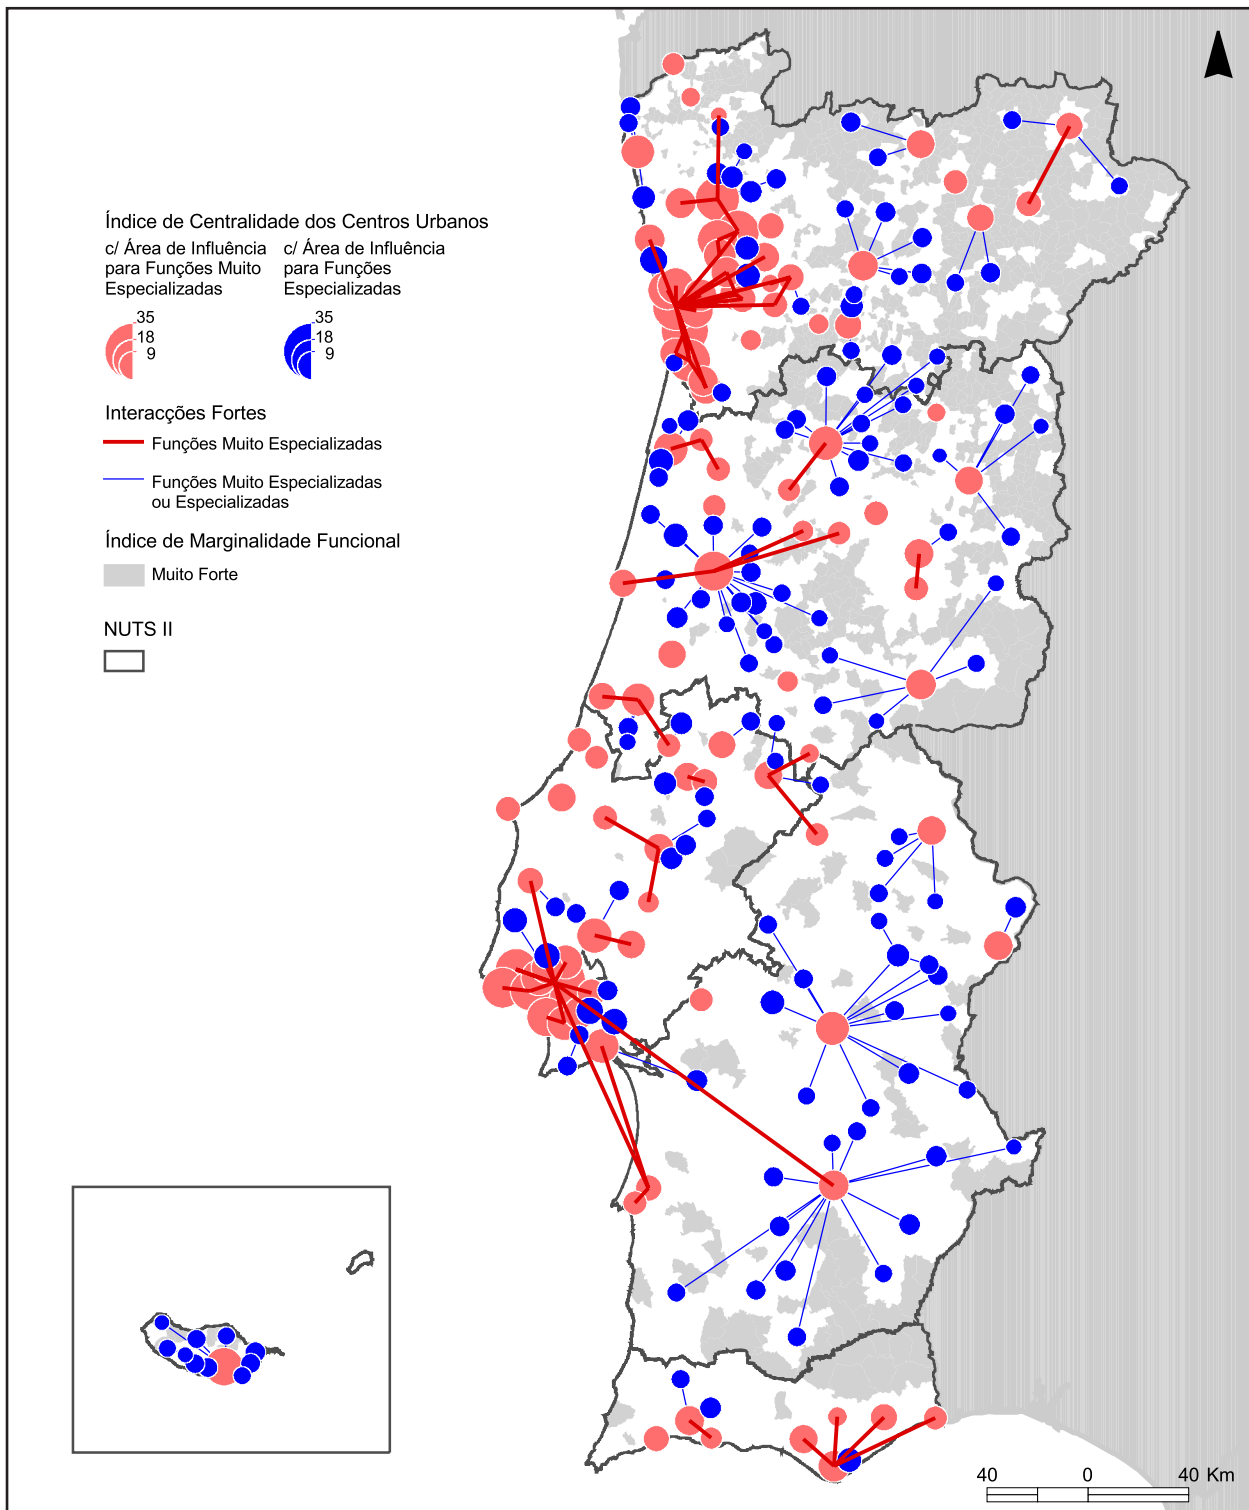 Índice de Centralidade dos Centros Urbanos
c/ Área de Influência
para Funções Muito
Especializadas
c/ Área de Influência
para Funções
Especializadas
35
18
9
35
18
9
Interacções Fortes
Funções Muito Especializadas
Funções Muito Especializadas
ou Especializadas
Índice de Marginalidade Funcional
Muito Forte
NUTS II
40 0 40 Km